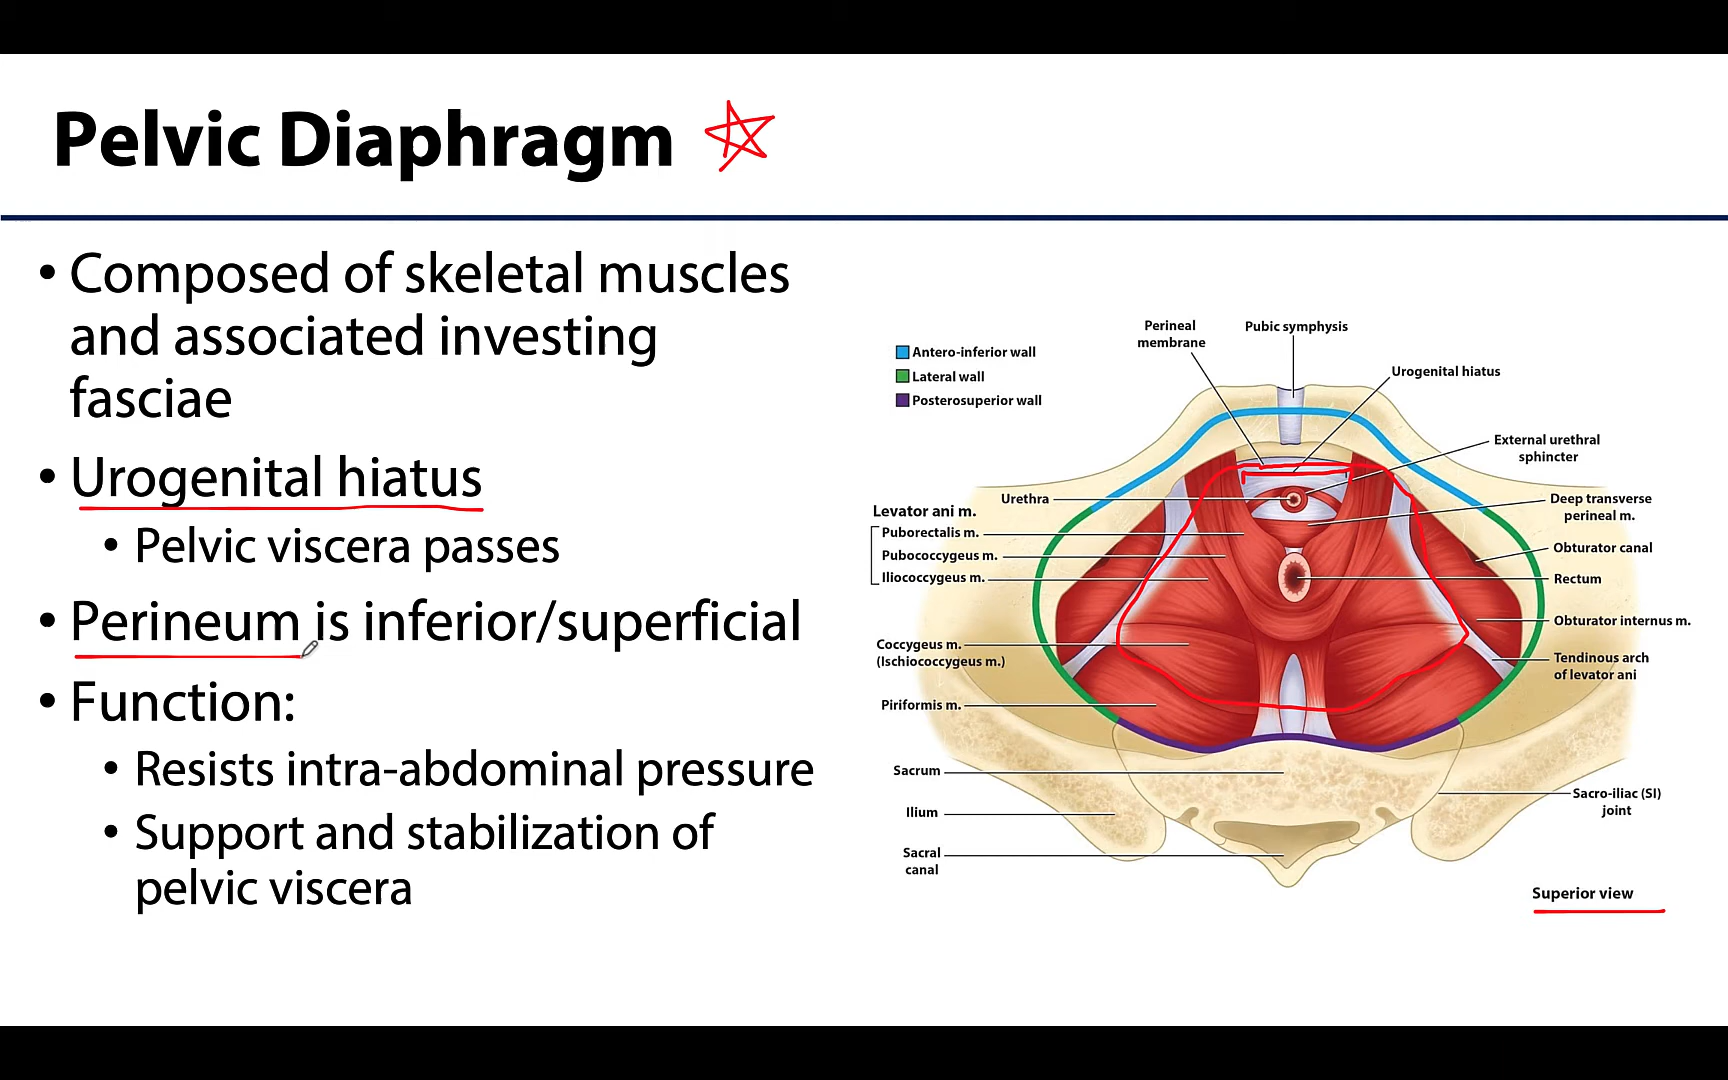 Pelvic Diaphragm
• Composed of skeletal muscles
and associated investing
fasciae
• Urogenital hiatus
• Pelvic viscera passes
• Perineum is inferior/superficial
• Function:
• Resists intra-abdominal pressure
• Support and stabilization of
pelvic viscera
Antero-inferior wall
Lateral wall
Posterosuperior wall
Perineal
membrane
Pubic symphysis
Urogenital hiatus
External urethral
sphincter
Urethra
Levator ani m.
Puborectalis m.
Pubococcygeus m.
Iliococcygeus m.
Coccygeus m.
(Ischiococcygeus m.)
Piriformis m.
Sacrum
Ilium
Sacral
canal
Deep transverse
perineal m.
Obturator canal
Rectum
Obturator internus m.
Tendinous arch
of levator ani
Sacro-iliac (SI)
joint
Superior view